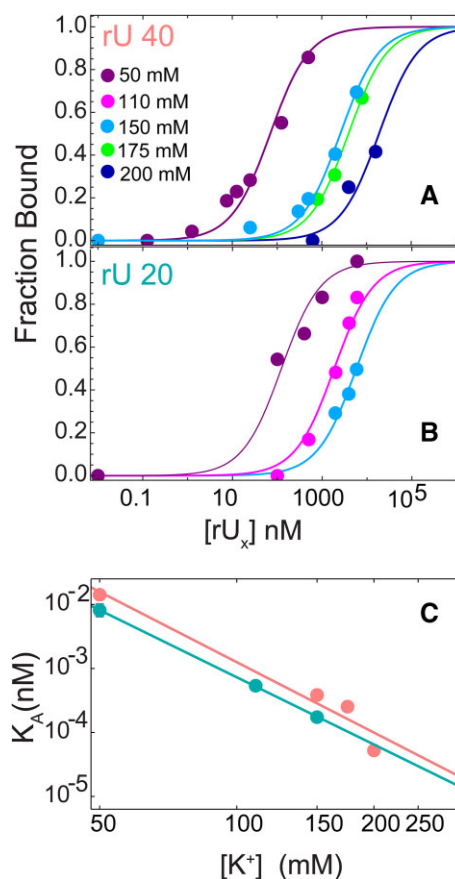 rU 40
50 mM
110 mM
150 mM
175 mM
200 mM
1.0
0.8
0.6
0.4
0.2
0.0
A
Fraction Bound
rU 20
1.0
0.8
0.6
0.4
0.2
0.0
B
0.1 10 1000 10⁵
[rUₓ] nM
C
10⁻²
10⁻³
10⁻⁴
10⁻⁵
K_A(nM)
50 100 150 200 250
[K⁺] (mM)